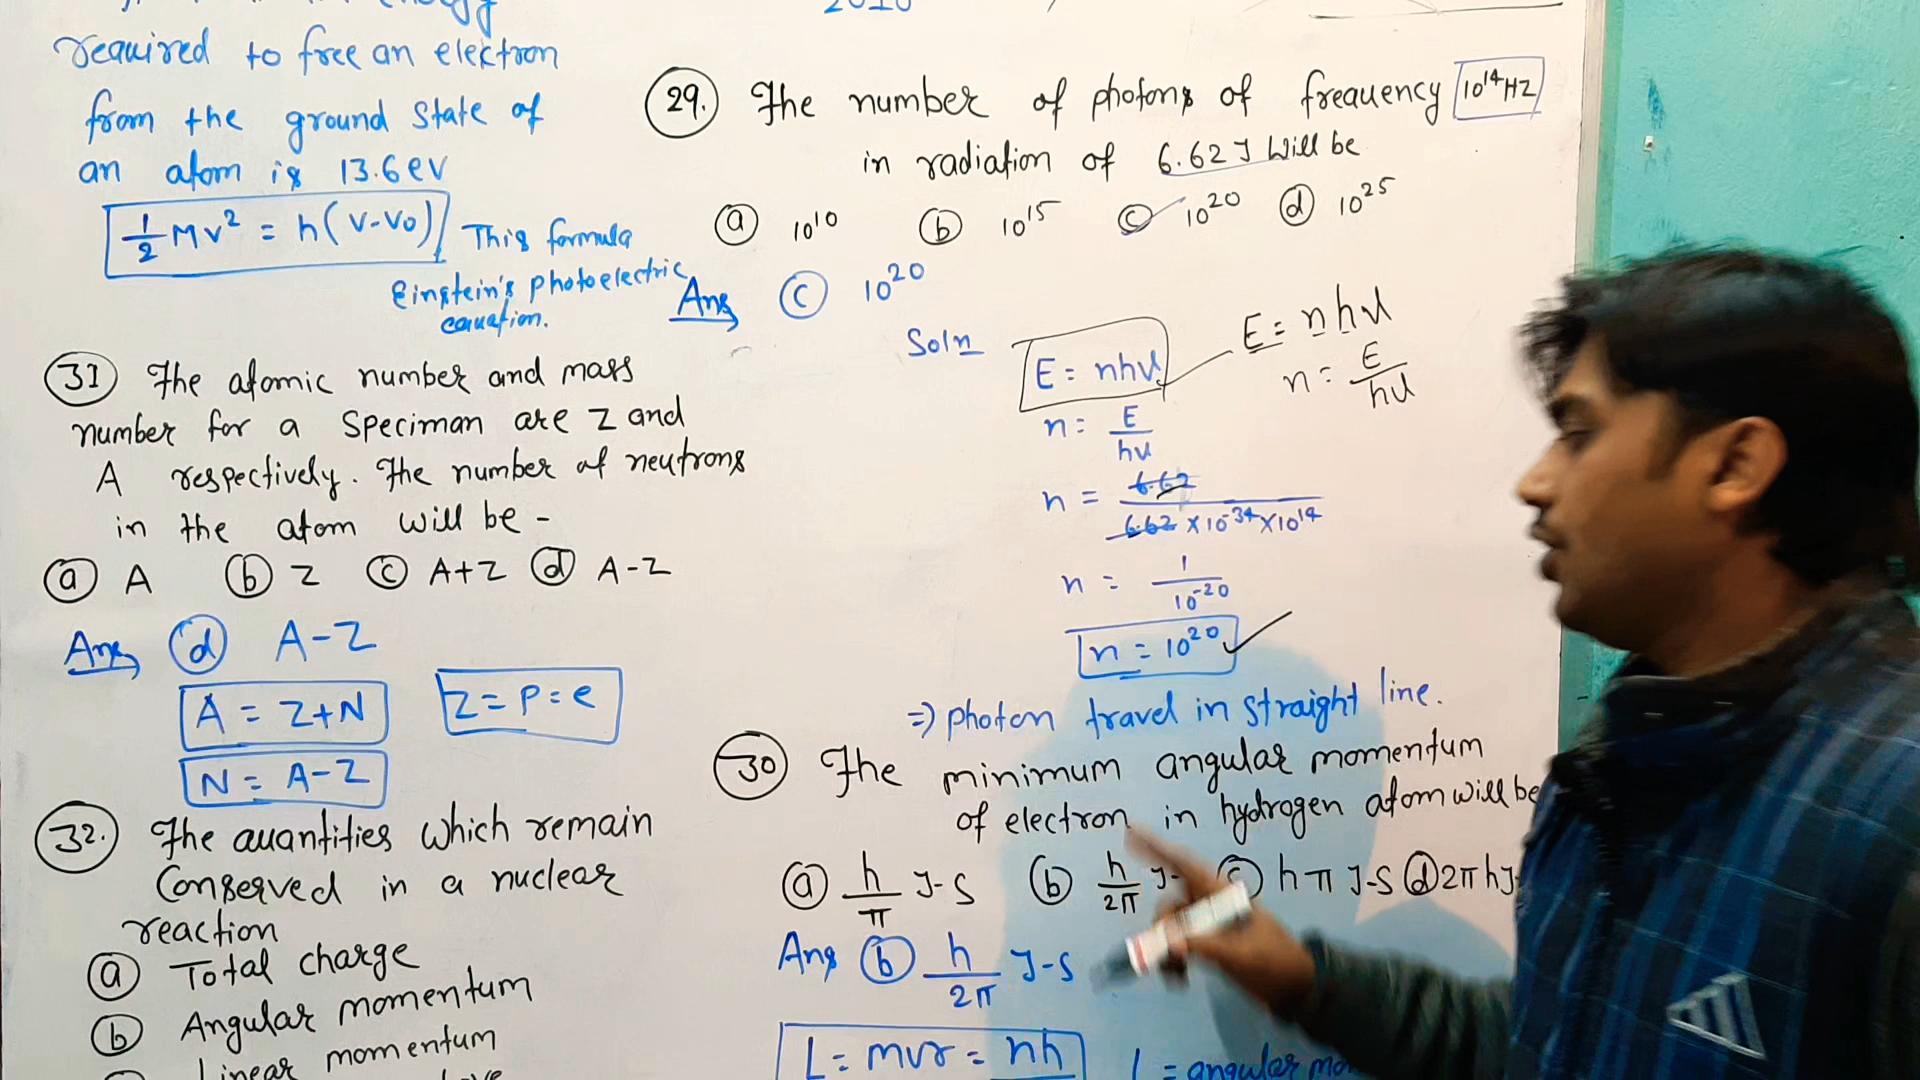 2010
required to free an electron
from the ground state of
an atom is 13.6 eV
½Mv² = h(ν-ν₀) This formula
Einstein's photoelectric
equation.
31 The atomic number and mass
number for a speciman are Z and
A respectively. The number of neutrons
in the atom will be -
a A b Z c A+Z d A-Z
Ans d A-Z
A = Z+N Z = P = e
N = A-Z
32. The quantities which remain
Conserved in a nuclear
reaction
a Total charge
b Angular momentum
Linear momentum
29. The number of photons of frequency 10¹⁴HZ
in radiation of 6.62J Will be
a 10¹⁰ b 10¹⁵ c 10²⁰ d 10²⁵
Ans c 10²⁰
Soln E = nhν E = nhν
n = E/hν n = E/hν
n = 6.62/6.62×10⁻³⁴×10¹⁴
n = 1/10⁻²⁰
n = 10²⁰
⇒ photon travel in straight line.
30 The minimum angular momentum
of electron in hydrogen atom will be
a h/π J-S b h/2π J- c hπ J-S d 2πhJ-
Ans b h/2π J-S
L = mvr = nh L = angular